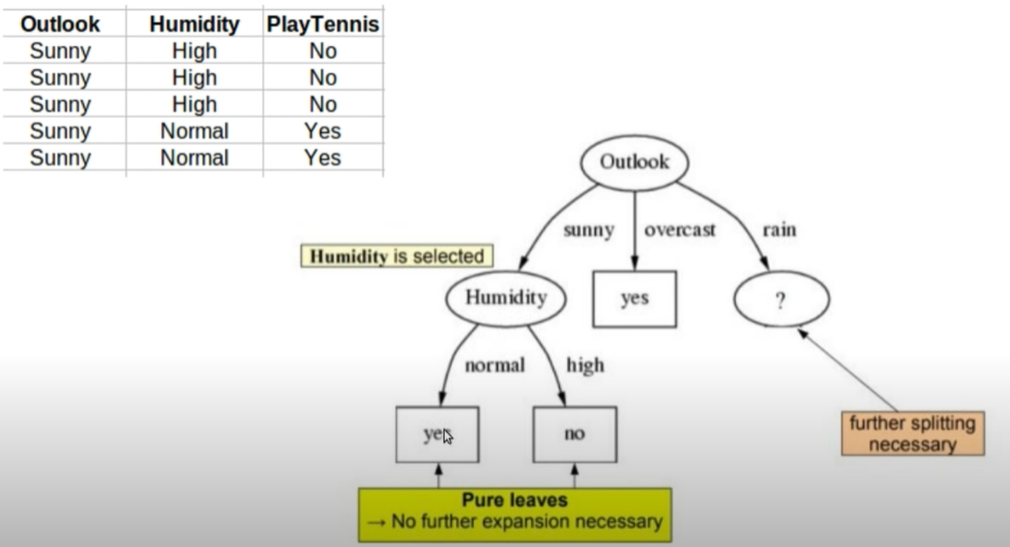 Outlook Humidity PlayTennis
Sunny High No
Sunny High No
Sunny High No
Sunny Normal Yes
Sunny Normal Yes
Outlook
sunny overcast rain
Humidity is selected
Humidity yes ?
normal high
yes no
further splitting
necessary
Pure leaves
→ No further expansion necessary